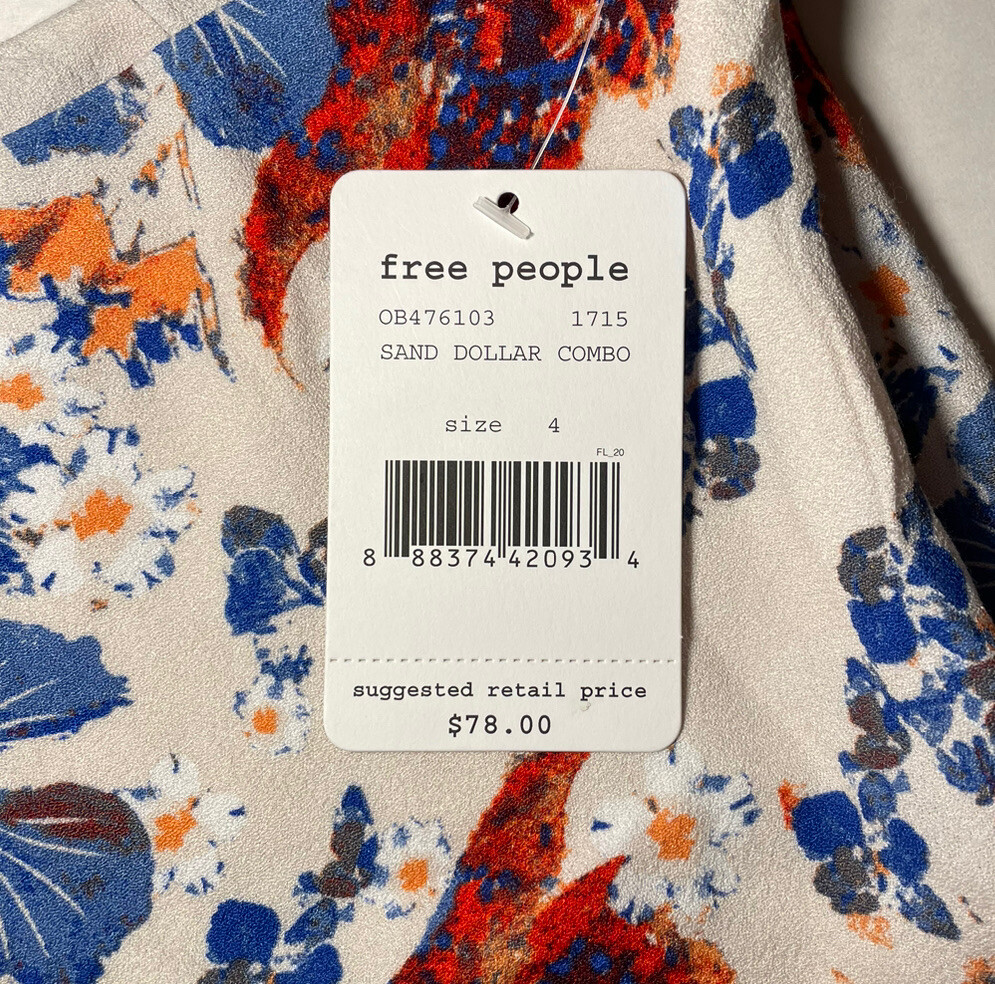 free people
OB476103 1715
SAND DOLLAR COMBO
size 4
FL_20
8 88374 42093 4
suggested retail price
$78.00